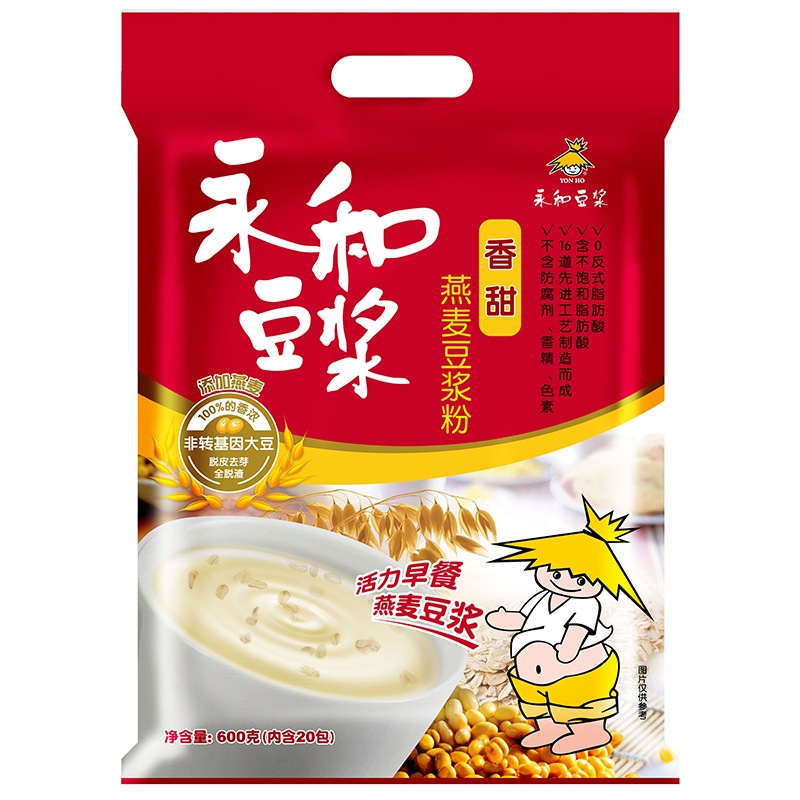 永和
豆浆
YON HO
永和豆浆
香甜
燕麦豆浆粉
√0反式脂肪酸
√含不饱和脂肪酸
√16道先进工艺制造而成
√不含防腐剂、香精、色素
添加燕麦
100%的香浓
非转基因大豆
脱皮去芽
全脱渣
活力早餐
燕麦豆浆
图片仅供参考
净含量:600克(内含20包)